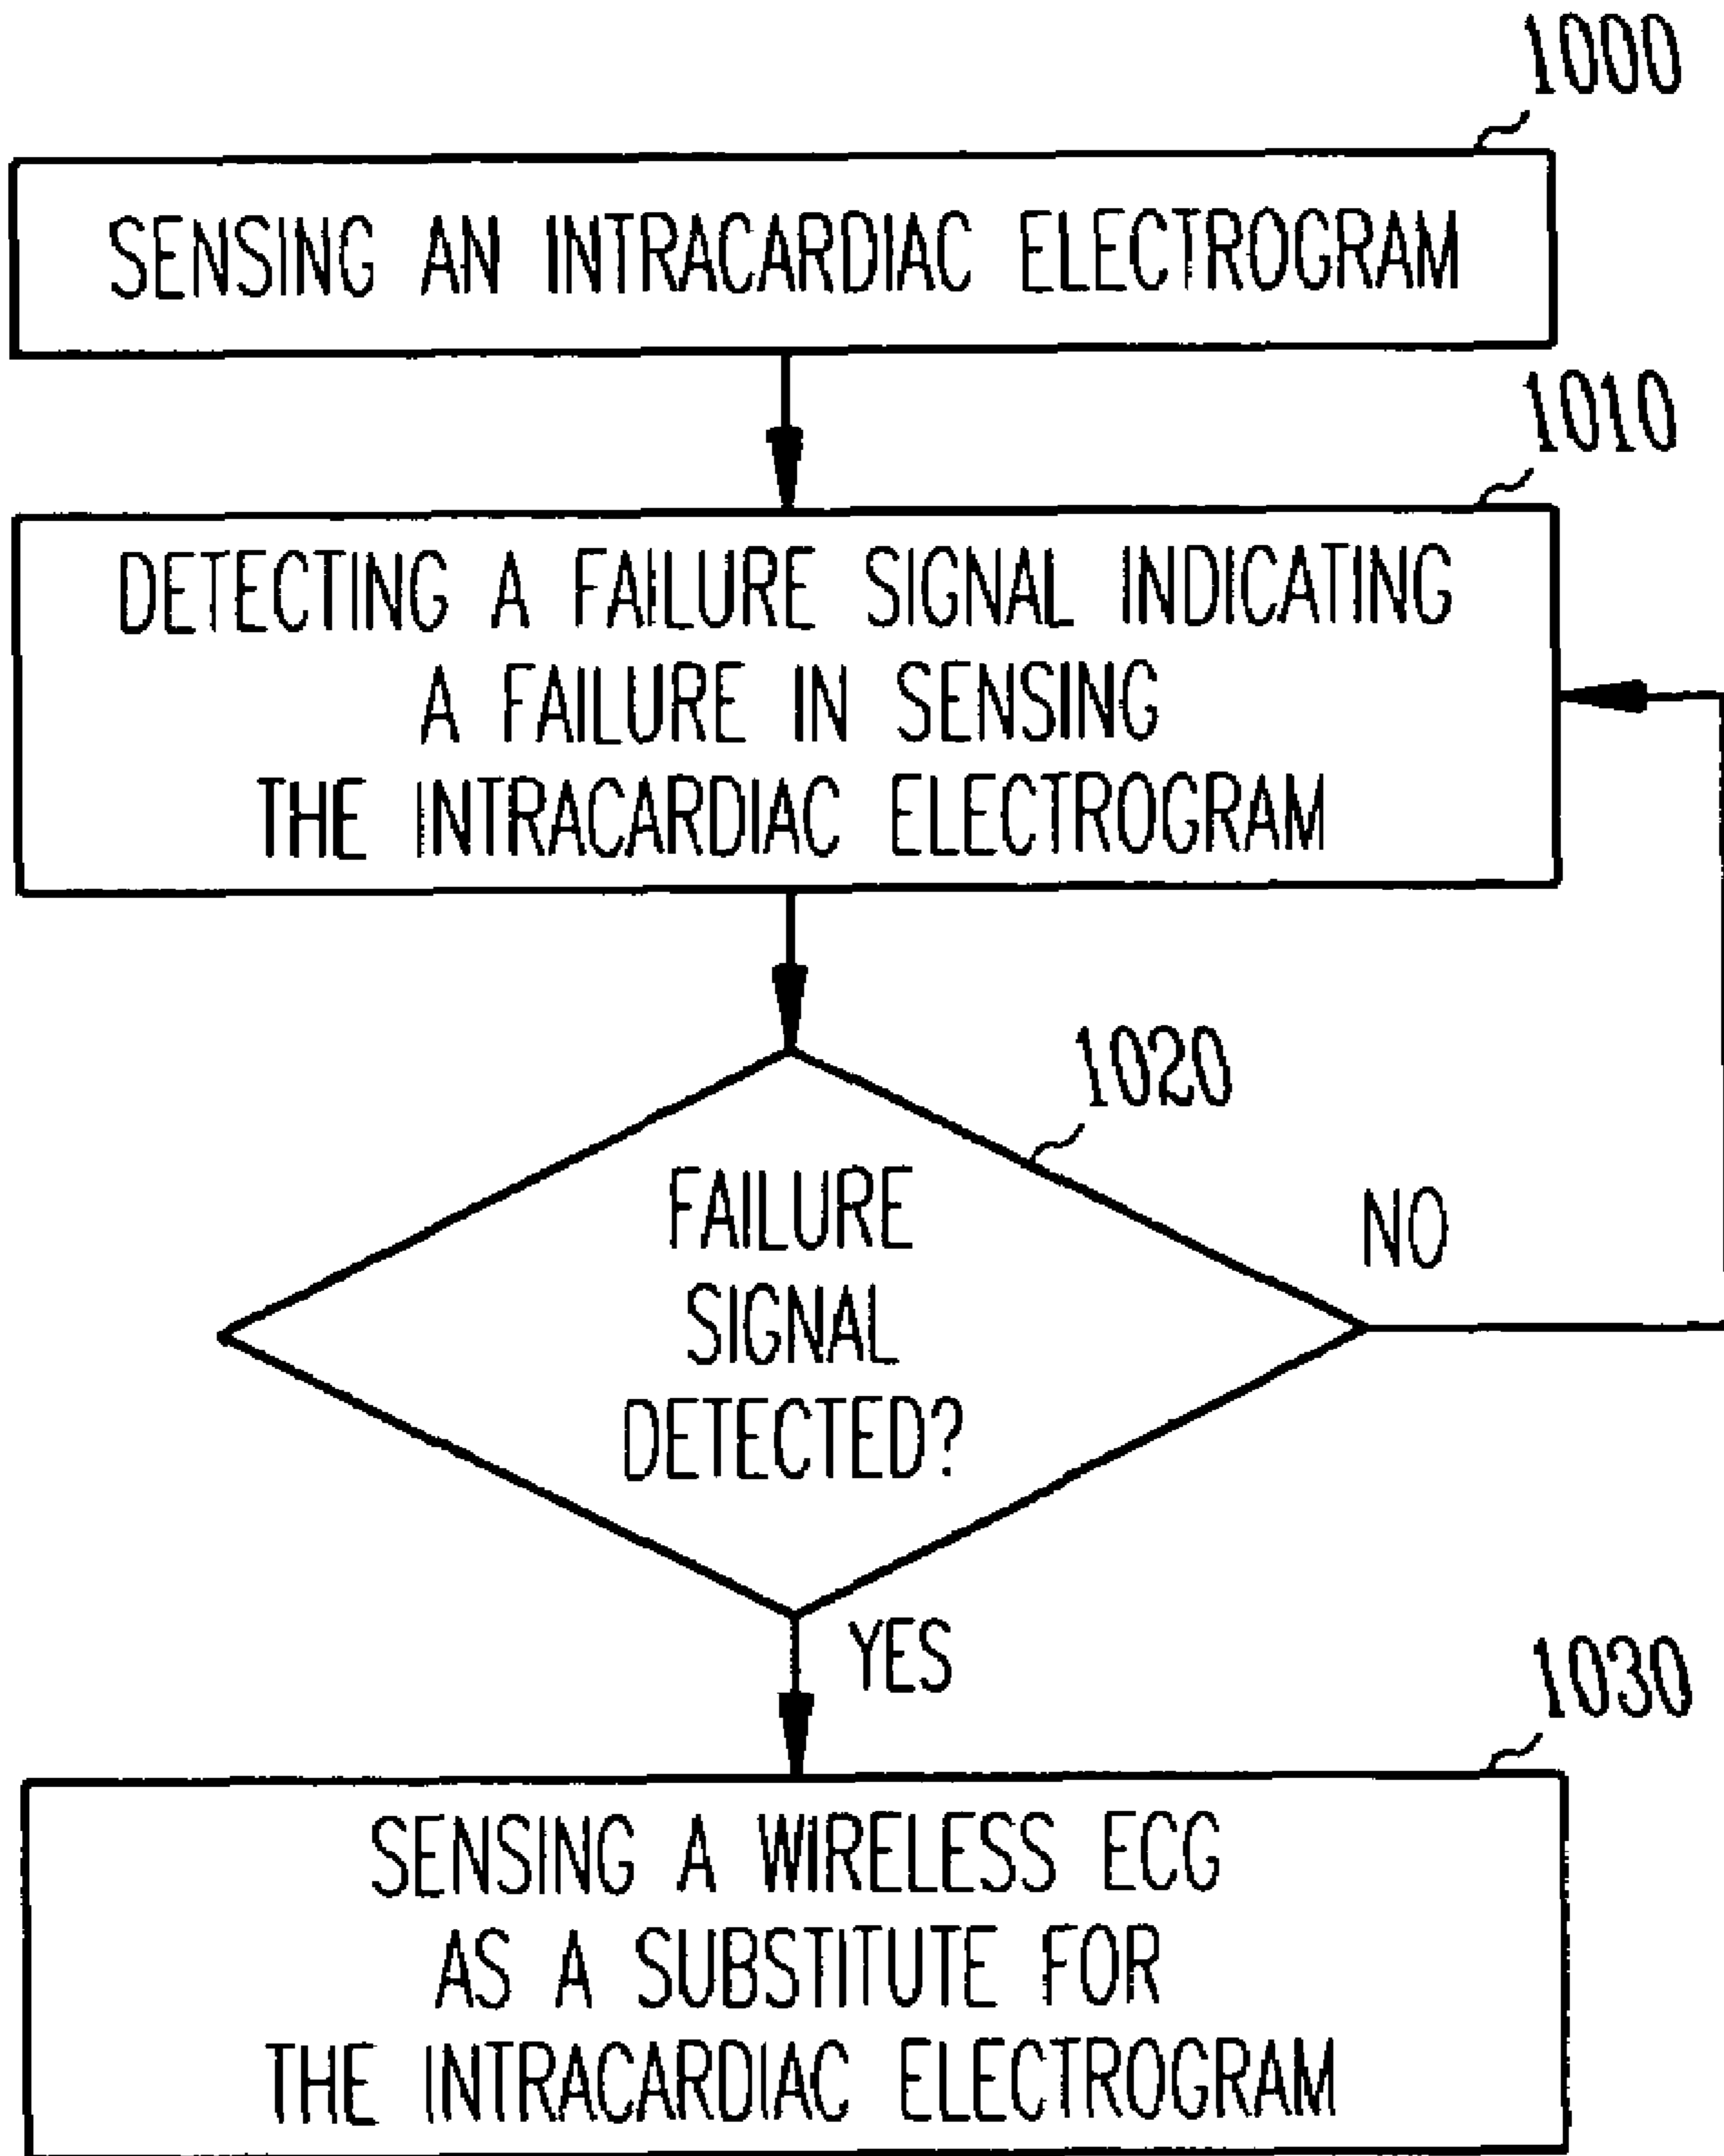 1000
SENSING AN INTRACARDIAC ELECTROGRAM
1010
DETECTING A FAILURE SIGNAL INDICATING
A FAILURE IN SENSING
THE INTRACARDIAC ELECTROGRAM
1020
FAILURE
SIGNAL
DETECTED?
NO
YES
1030
SENSING A WIRELESS ECG
AS A SUBSTITUTE FOR
THE INTRACARDIAC ELECTROGRAM